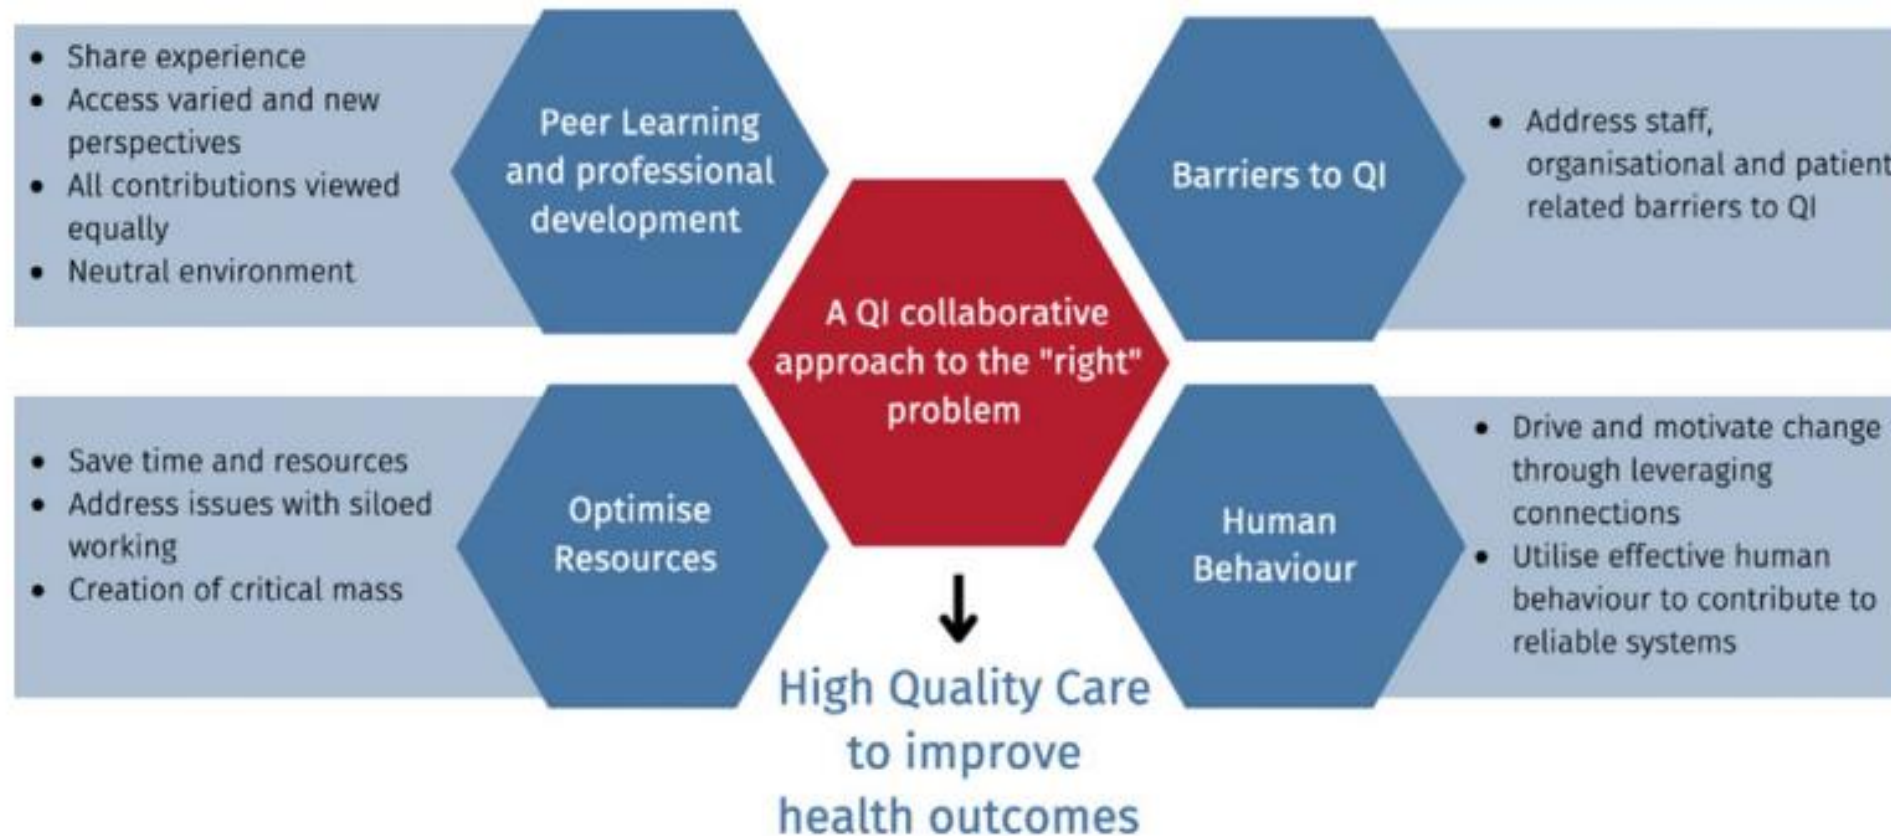 • Share experience
• Access varied and new
perspectives
• All contributions viewed
equally
• Neutral environment
Peer Learning
and professional
development
Barriers to QI
• Address staff,
organisational and patient
related barriers to QI
A QI collaborative
approach to the "right"
problem
• Save time and resources
• Address issues with siloed
working
• Creation of critical mass
Optimise
Resources
Human
Behaviour
• Drive and motivate change
through leveraging
connections
• Utilise effective human
behaviour to contribute to
reliable systems
High Quality Care
to improve
health outcomes